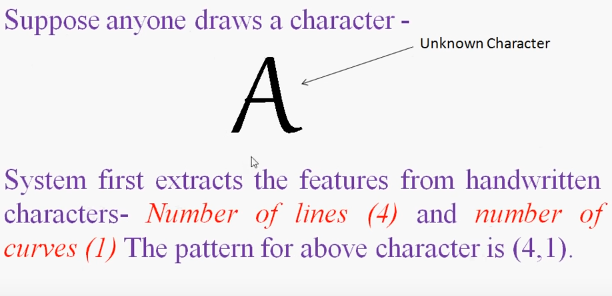 Suppose anyone draws a character -
Unknown Character
A
System first extracts the features from handwritten
characters- Number of lines (4) and number of
curves (1) The pattern for above character is (4,1).